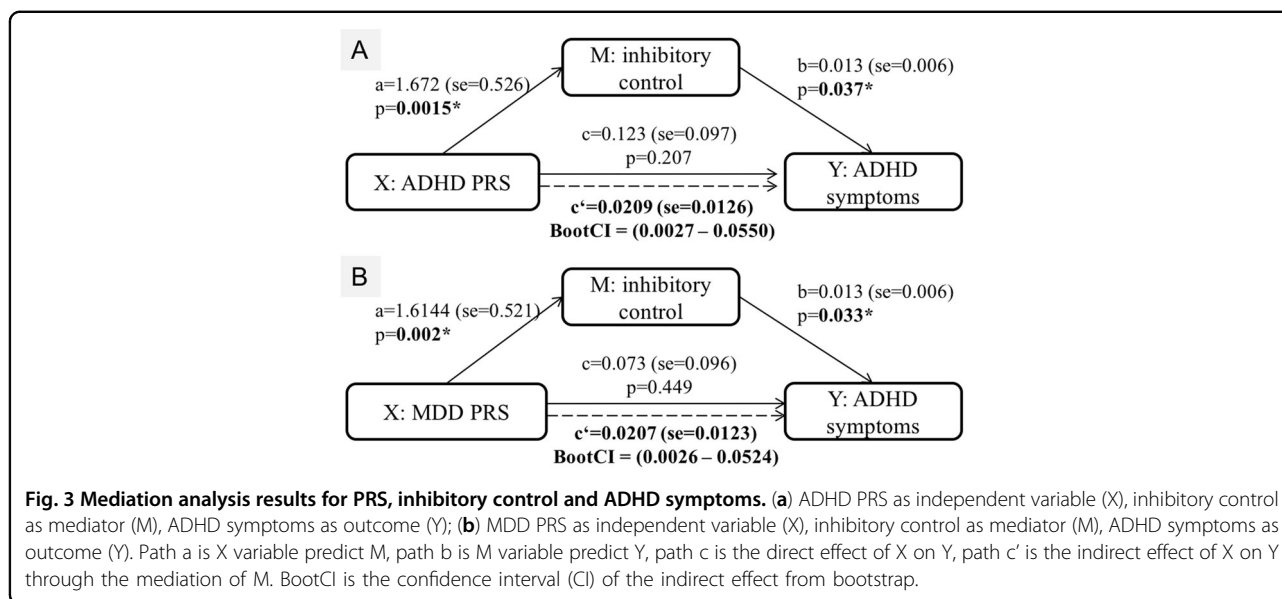 A
M: inhibitory
control
a=1.672 (se=0.526)
p=0.0015*
b=0.013 (se=0.006)
p=0.037*
c=0.123 (se=0.097)
p=0.207
X: ADHD PRS
Y: ADHD
symptoms
c‘=0.0209 (se=0.0126)
BootCI = (0.0027 – 0.0550)
B
M: inhibitory
control
a=1.6144 (se=0.521)
p=0.002*
b=0.013 (se=0.006)
p=0.033*
c=0.073 (se=0.096)
p=0.449
X: MDD PRS
Y: ADHD
symptoms
c‘=0.0207 (se=0.0123)
BootCI = (0.0026 – 0.0524)
Fig. 3 Mediation analysis results for PRS, inhibitory control and ADHD symptoms. (a) ADHD PRS as independent variable (X), inhibitory control
as mediator (M), ADHD symptoms as outcome (Y); (b) MDD PRS as independent variable (X), inhibitory control as mediator (M), ADHD symptoms as
outcome (Y). Path a is X variable predict M, path b is M variable predict Y, path c is the direct effect of X on Y, path c’ is the indirect effect of X on Y
through the mediation of M. BootCI is the confidence interval (CI) of the indirect effect from bootstrap.